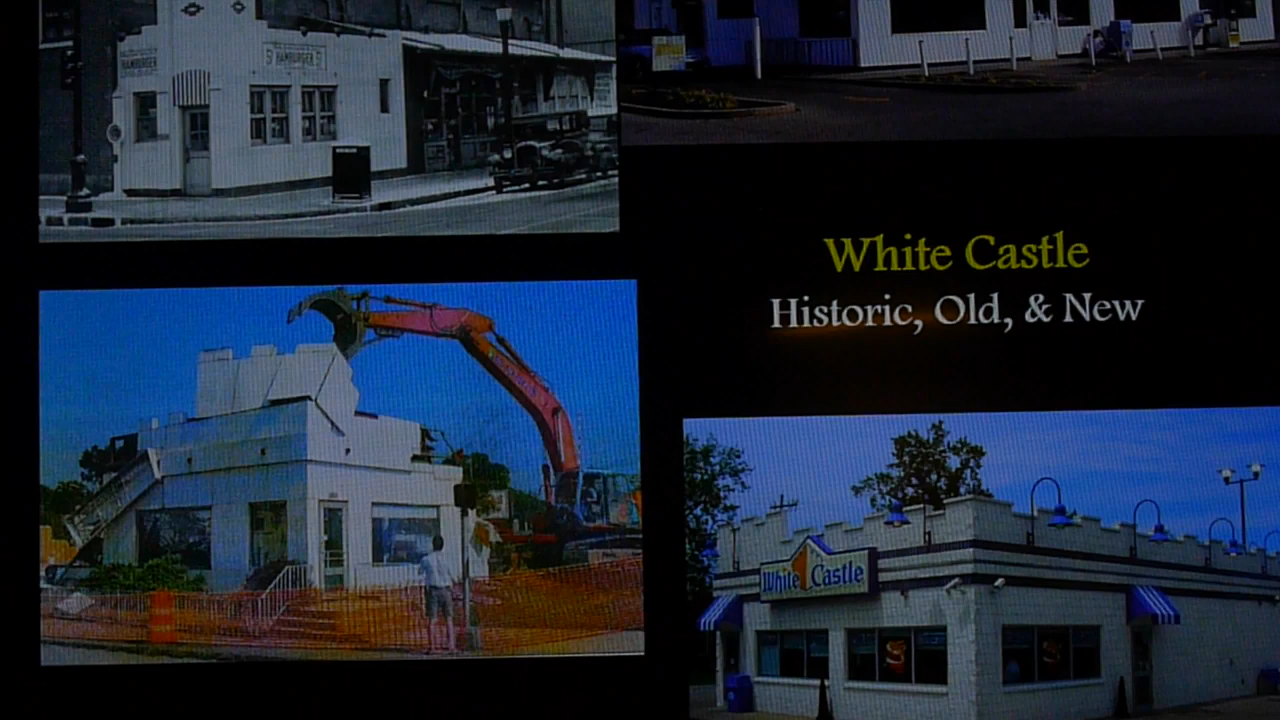 HAMBURGER
5¢ HAMBURGER 5¢
White Castle
Historic, Old, & New
White Castle